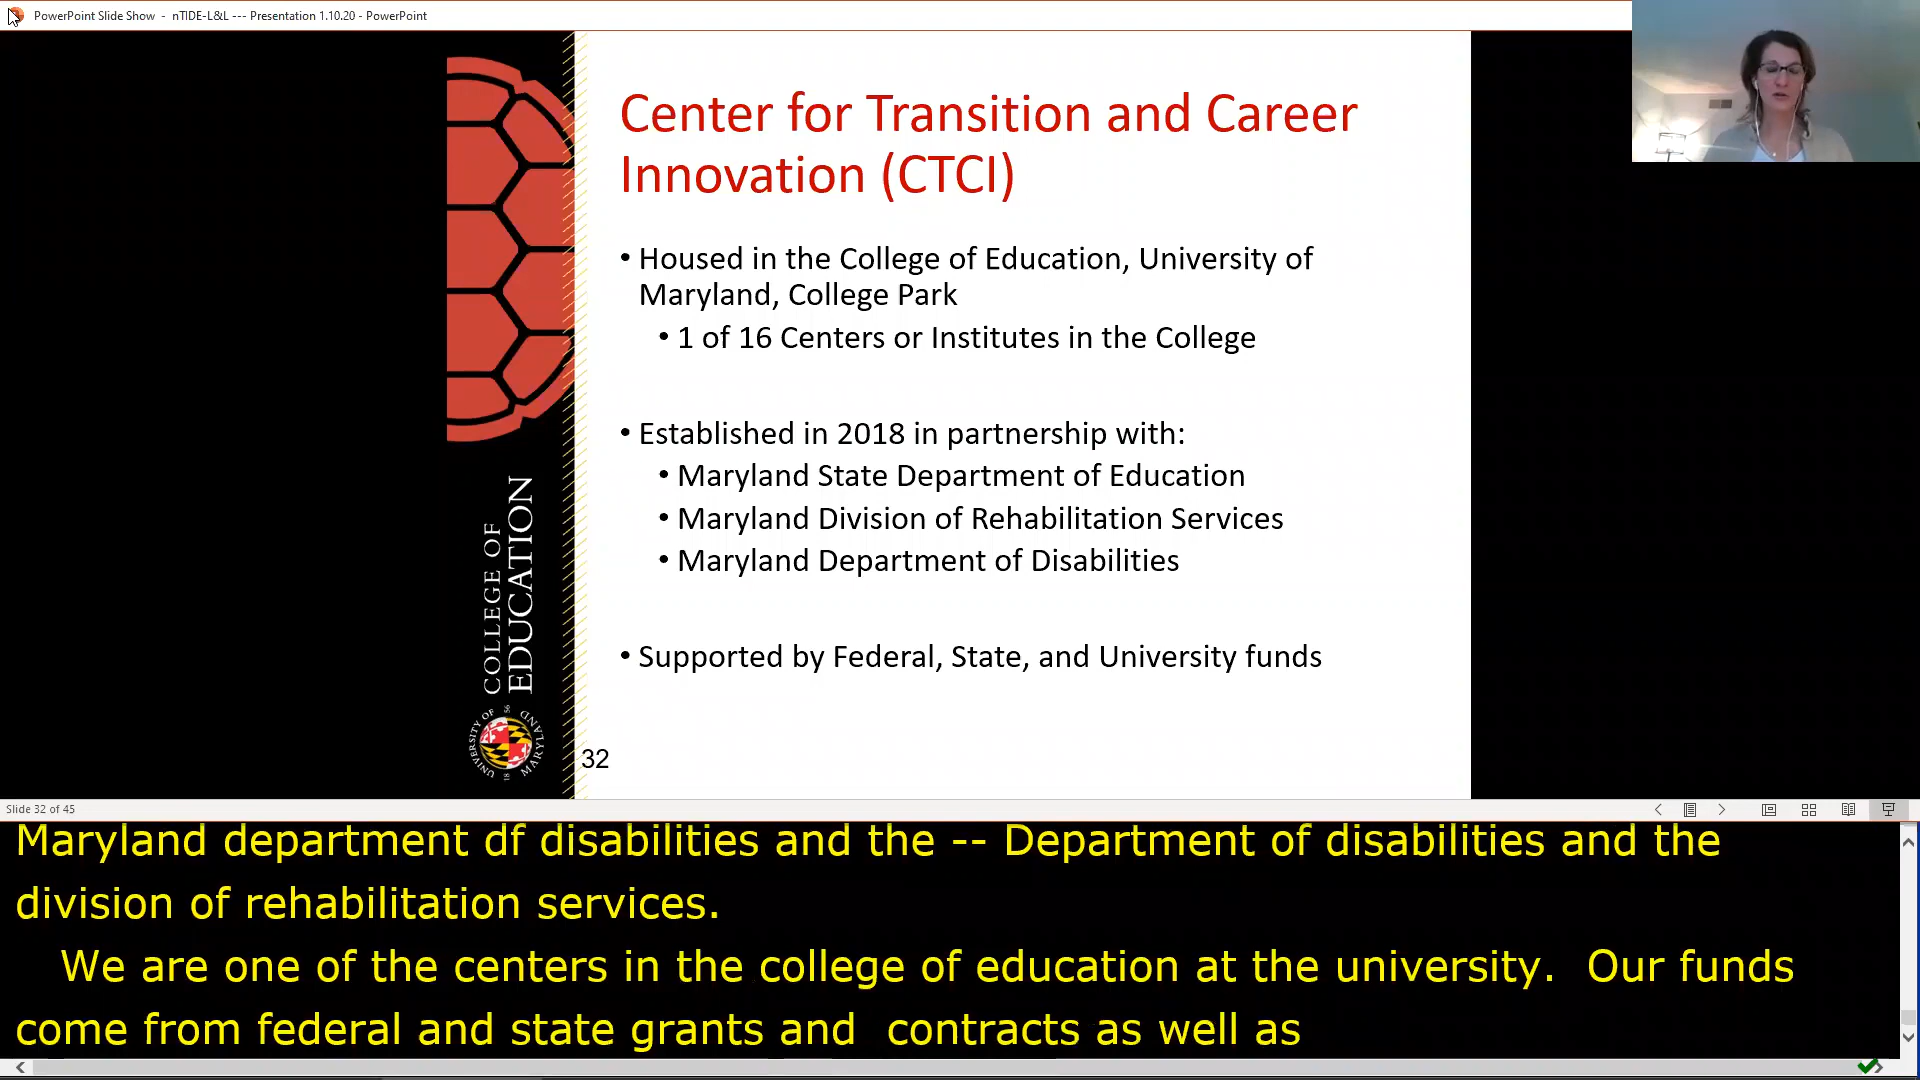 PowerPoint Slide Show - nTIDE-L&L --- Presentation 1.10.20 - PowerPoint
Center for Transition and Career
Innovation (CTCI)
• Housed in the College of Education, University of
Maryland, College Park
• 1 of 16 Centers or Institutes in the College
• Established in 2018 in partnership with:
• Maryland State Department of Education
• Maryland Division of Rehabilitation Services
• Maryland Department of Disabilities
• Supported by Federal, State, and University funds
COLLEGE OF
EDUCATION
UNIVERSITY OF
MARYLAND
18 56
32
Slide 32 of 45
Maryland department df disabilities and the -- Department of disabilities and the
division of rehabilitation services.
We are one of the centers in the college of education at the university. Our funds
come from federal and state grants and contracts as well as